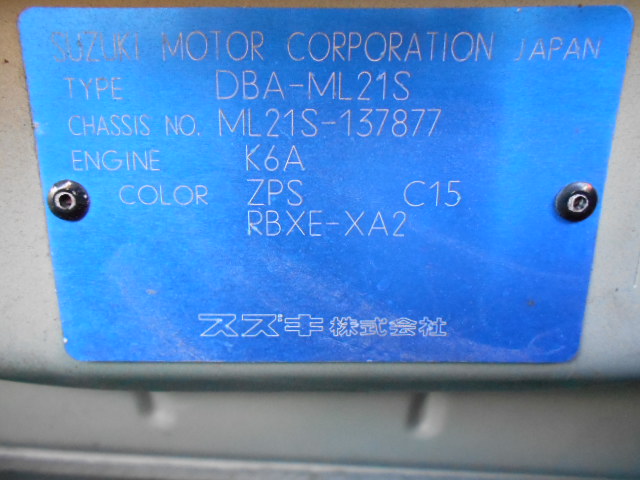 SUZUKI MOTOR CORPORATION JAPAN
TYPE DBA-ML21S
CHASSIS NO. ML21S-137877
ENGINE K6A
COLOR ZPS C15
RBXE-XA2
スズキ株式会社